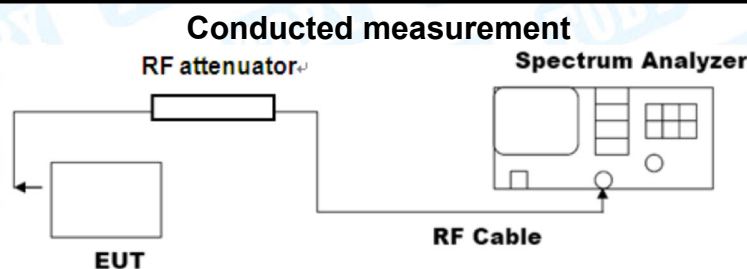 Conducted measurement
RF attenuator↵
Spectrum Analyzer
RF Cable
EUT